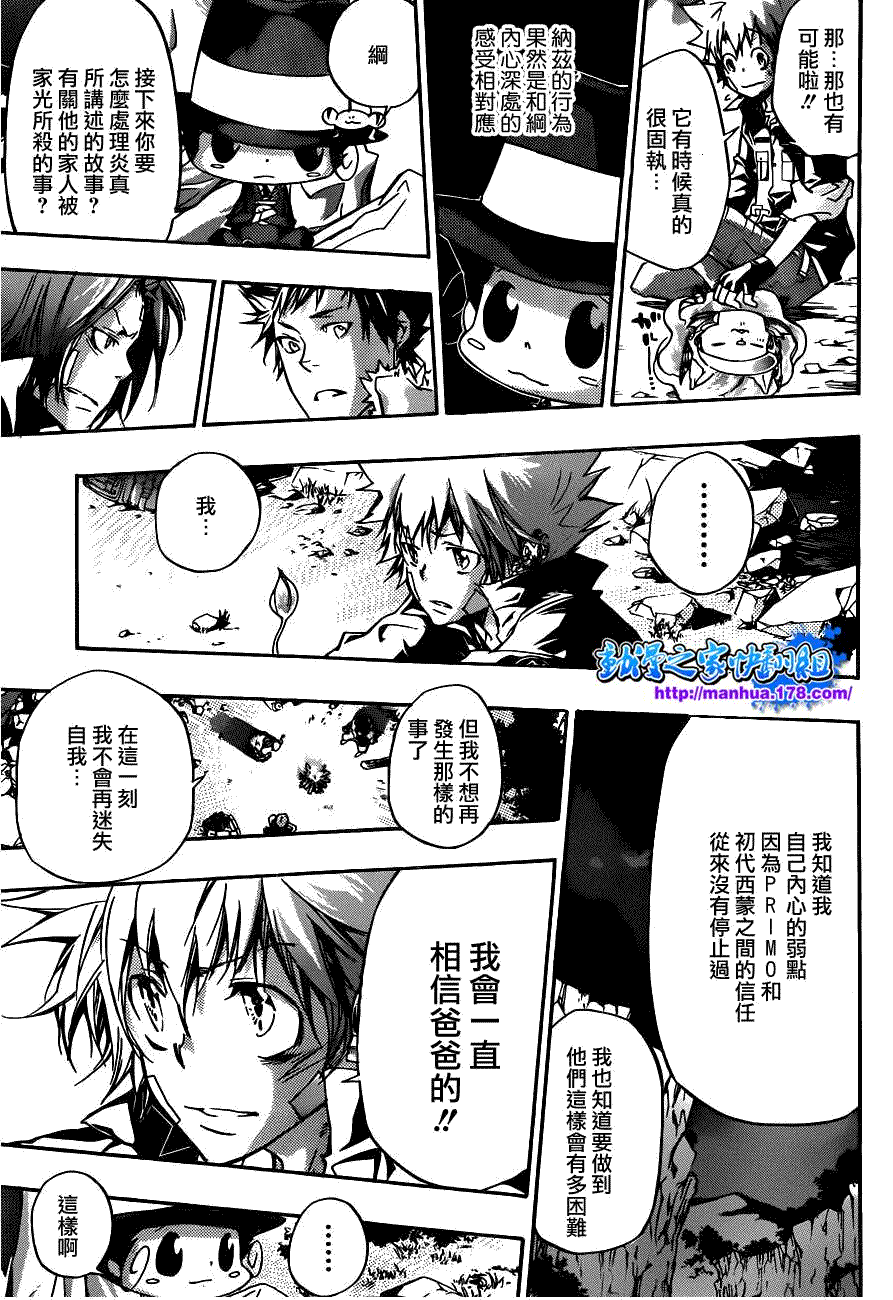 那…那也有
可能啦!!
它有時候真的
很固執…
納茲的行為
果然是和綱
內心深處的
感受相對應
綱
接下來你要
怎麼處理炎真
所講述的故事？
有關他的家人被
家光所殺的事？
………
我…
動漫之家快翻組
http://manhua.178.com/
我知道我
自己內心的弱點
因為PRIMO和
初代西蒙之間的信任
從來沒有停止過
我也知道要做到
他們這樣會有多困難
但我不想再
發生那樣的
事了
在這一刻
我不會再迷失
自我…
我會一直
相信爸爸的!!
……
這樣啊